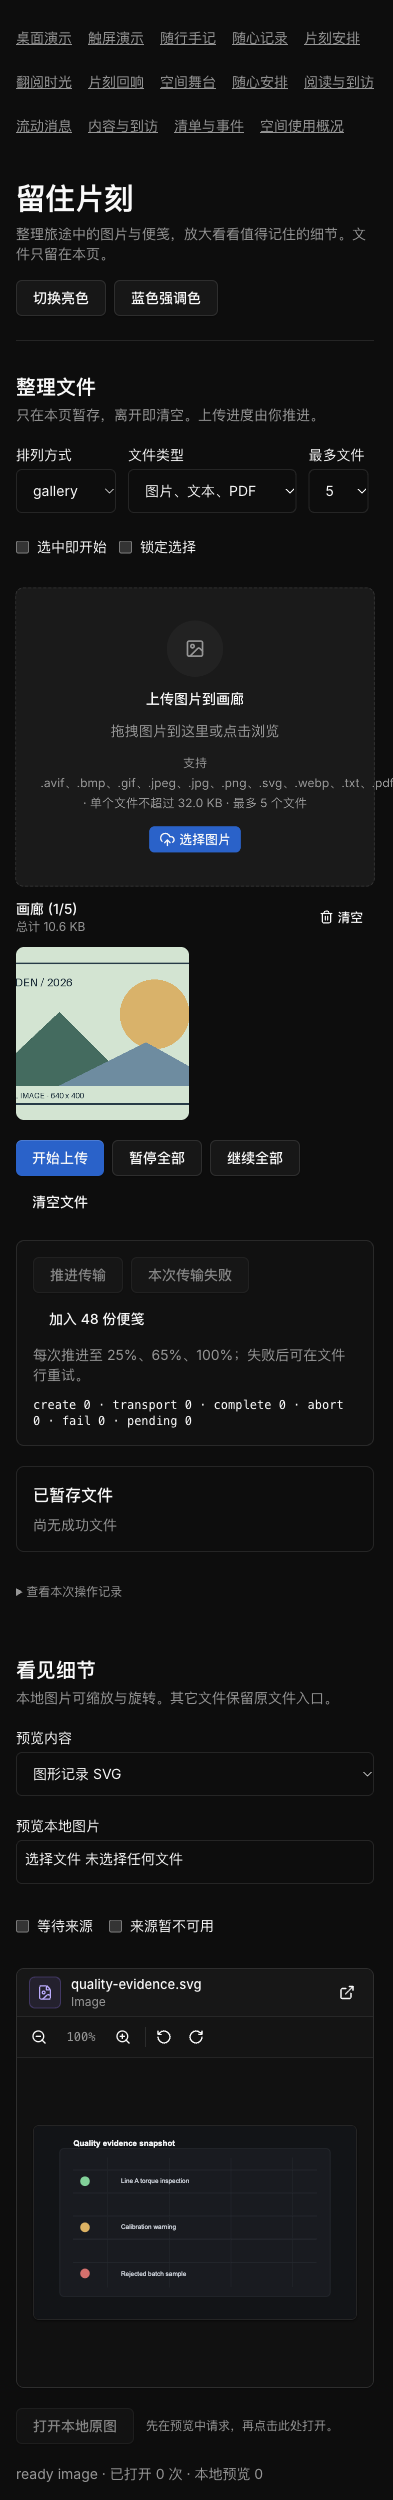 桌面演示 触屏演示 随行手记 随心记录 片刻安排
翻阅时光 片刻回响 空间舞台 随心安排 阅读与到访
流动消息 内容与到访 清单与事件 空间使用概况
留住片刻
整理旅途中的图片与便笺，放大看看值得记住的细节。文
件只留在本页。
切换亮色 蓝色强调色
整理文件
只在本页暂存，离开即清空。上传进度由你推进。
排列方式 文件类型 最多文件
gallery 图片、文本、PDF 5
选中即开始 锁定选择
上传图片到画廊
拖拽图片到这里或点击浏览
支持
.avif、.bmp、.gif、.jpeg、.jpg、.png、.svg、.webp、.txt、.pdf
· 单个文件不超过 32.0 KB · 最多 5 个文件
选择图片
画廊 (1/5)
总计 10.6 KB
清空
DEN / 2026
IMAGE · 640 x 400
开始上传 暂停全部 继续全部
清空文件
推进传输 本次传输失败
加入 48 份便笺
每次推进至 25%、65%、100%；失败后可在文件
行重试。
create 0 · transport 0 · complete 0 · abort
0 · fail 0 · pending 0
已暂存文件
尚无成功文件
查看本次操作记录
看见细节
本地图片可缩放与旋转。其它文件保留原文件入口。
预览内容
图形记录 SVG
预览本地图片
选择文件 未选择任何文件
等待来源 来源暂不可用
quality-evidence.svg
Image
100%
Quality evidence snapshot
Line A torque inspection
Calibration warning
Rejected batch sample
打开本地原图 先在预览中请求，再点击此处打开。
ready image · 已打开 0 次 · 本地预览 0